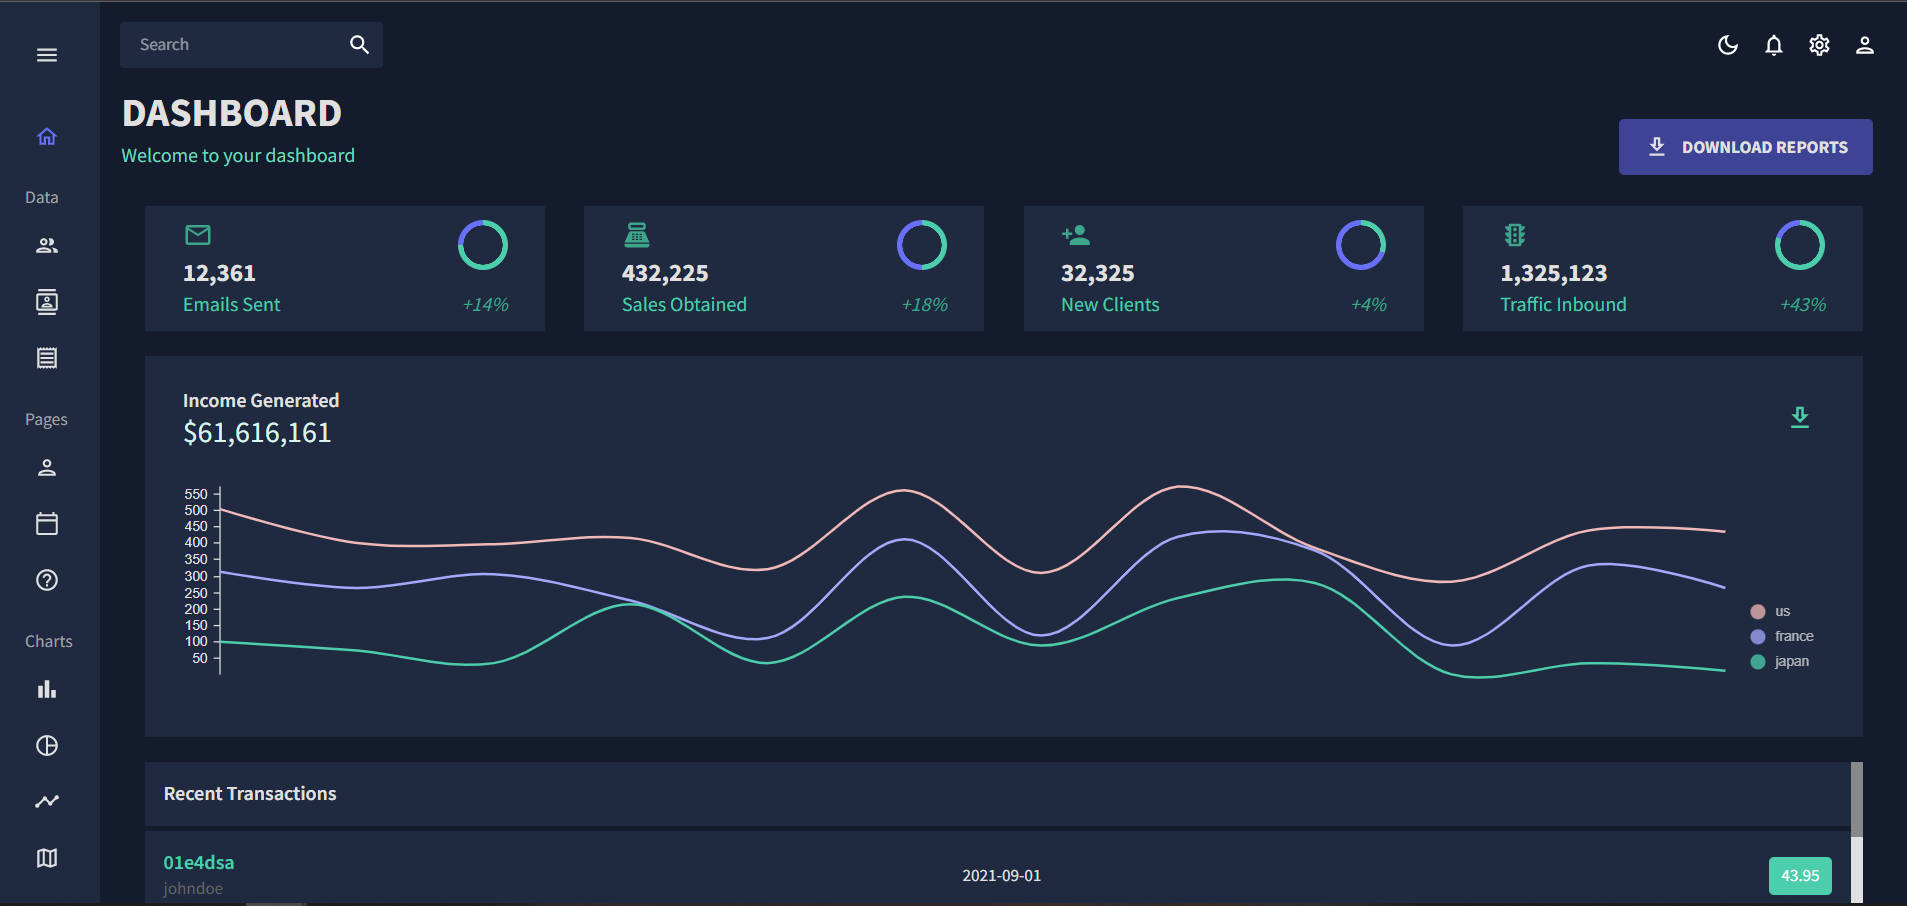 Search
DASHBOARD
Welcome to your dashboard
DOWNLOAD REPORTS
Data
Pages
Charts
12,361
Emails Sent
+14%
432,225
Sales Obtained
+18%
32,325
New Clients
+4%
1,325,123
Traffic Inbound
+43%
Income Generated
$61,616,161
550
500
450
400
350
300
250
200
150
100
50
us
france
japan
Recent Transactions
01e4dsa
johndoe
2021-09-01
43.95